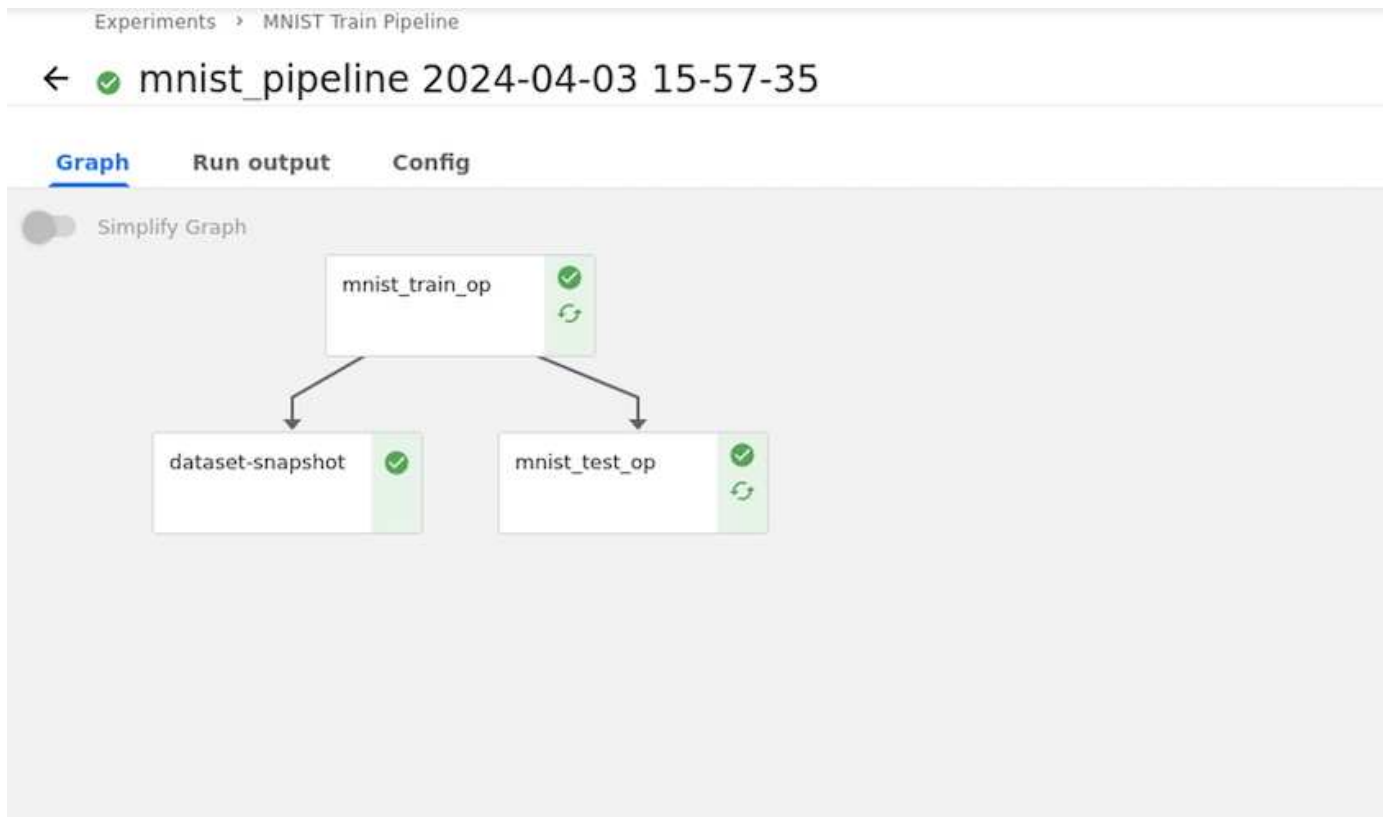 Experiments > MNIST Train Pipeline
mnist_pipeline 2024-04-03 15-57-35
Graph Run output Config
Simplify Graph
mnist_train_op
dataset-snapshot mnist_test_op